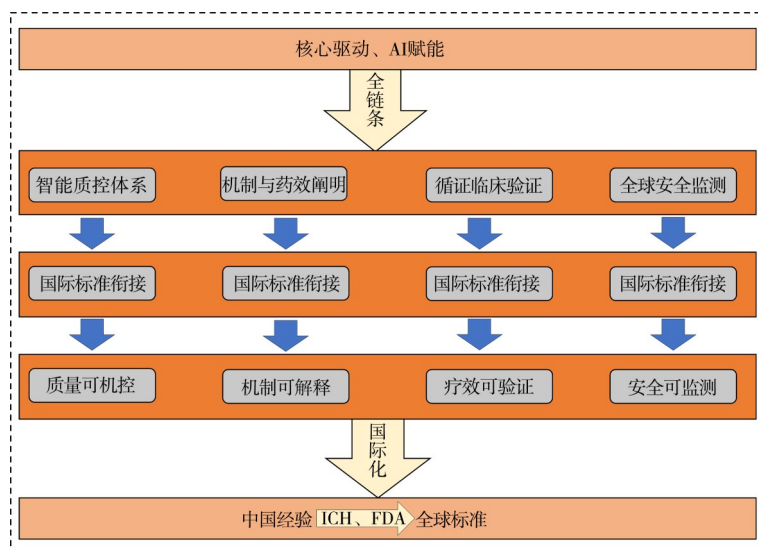 核心驱动、AI赋能
全链条
智能质控体系
机制与药效阐明
循证临床验证
全球安全监测
国际标准衔接
国际标准衔接
国际标准衔接
国际标准衔接
质量可机控
机制可解释
疗效可验证
安全可监测
国际化
中国经验 ICH、FDA 全球标准